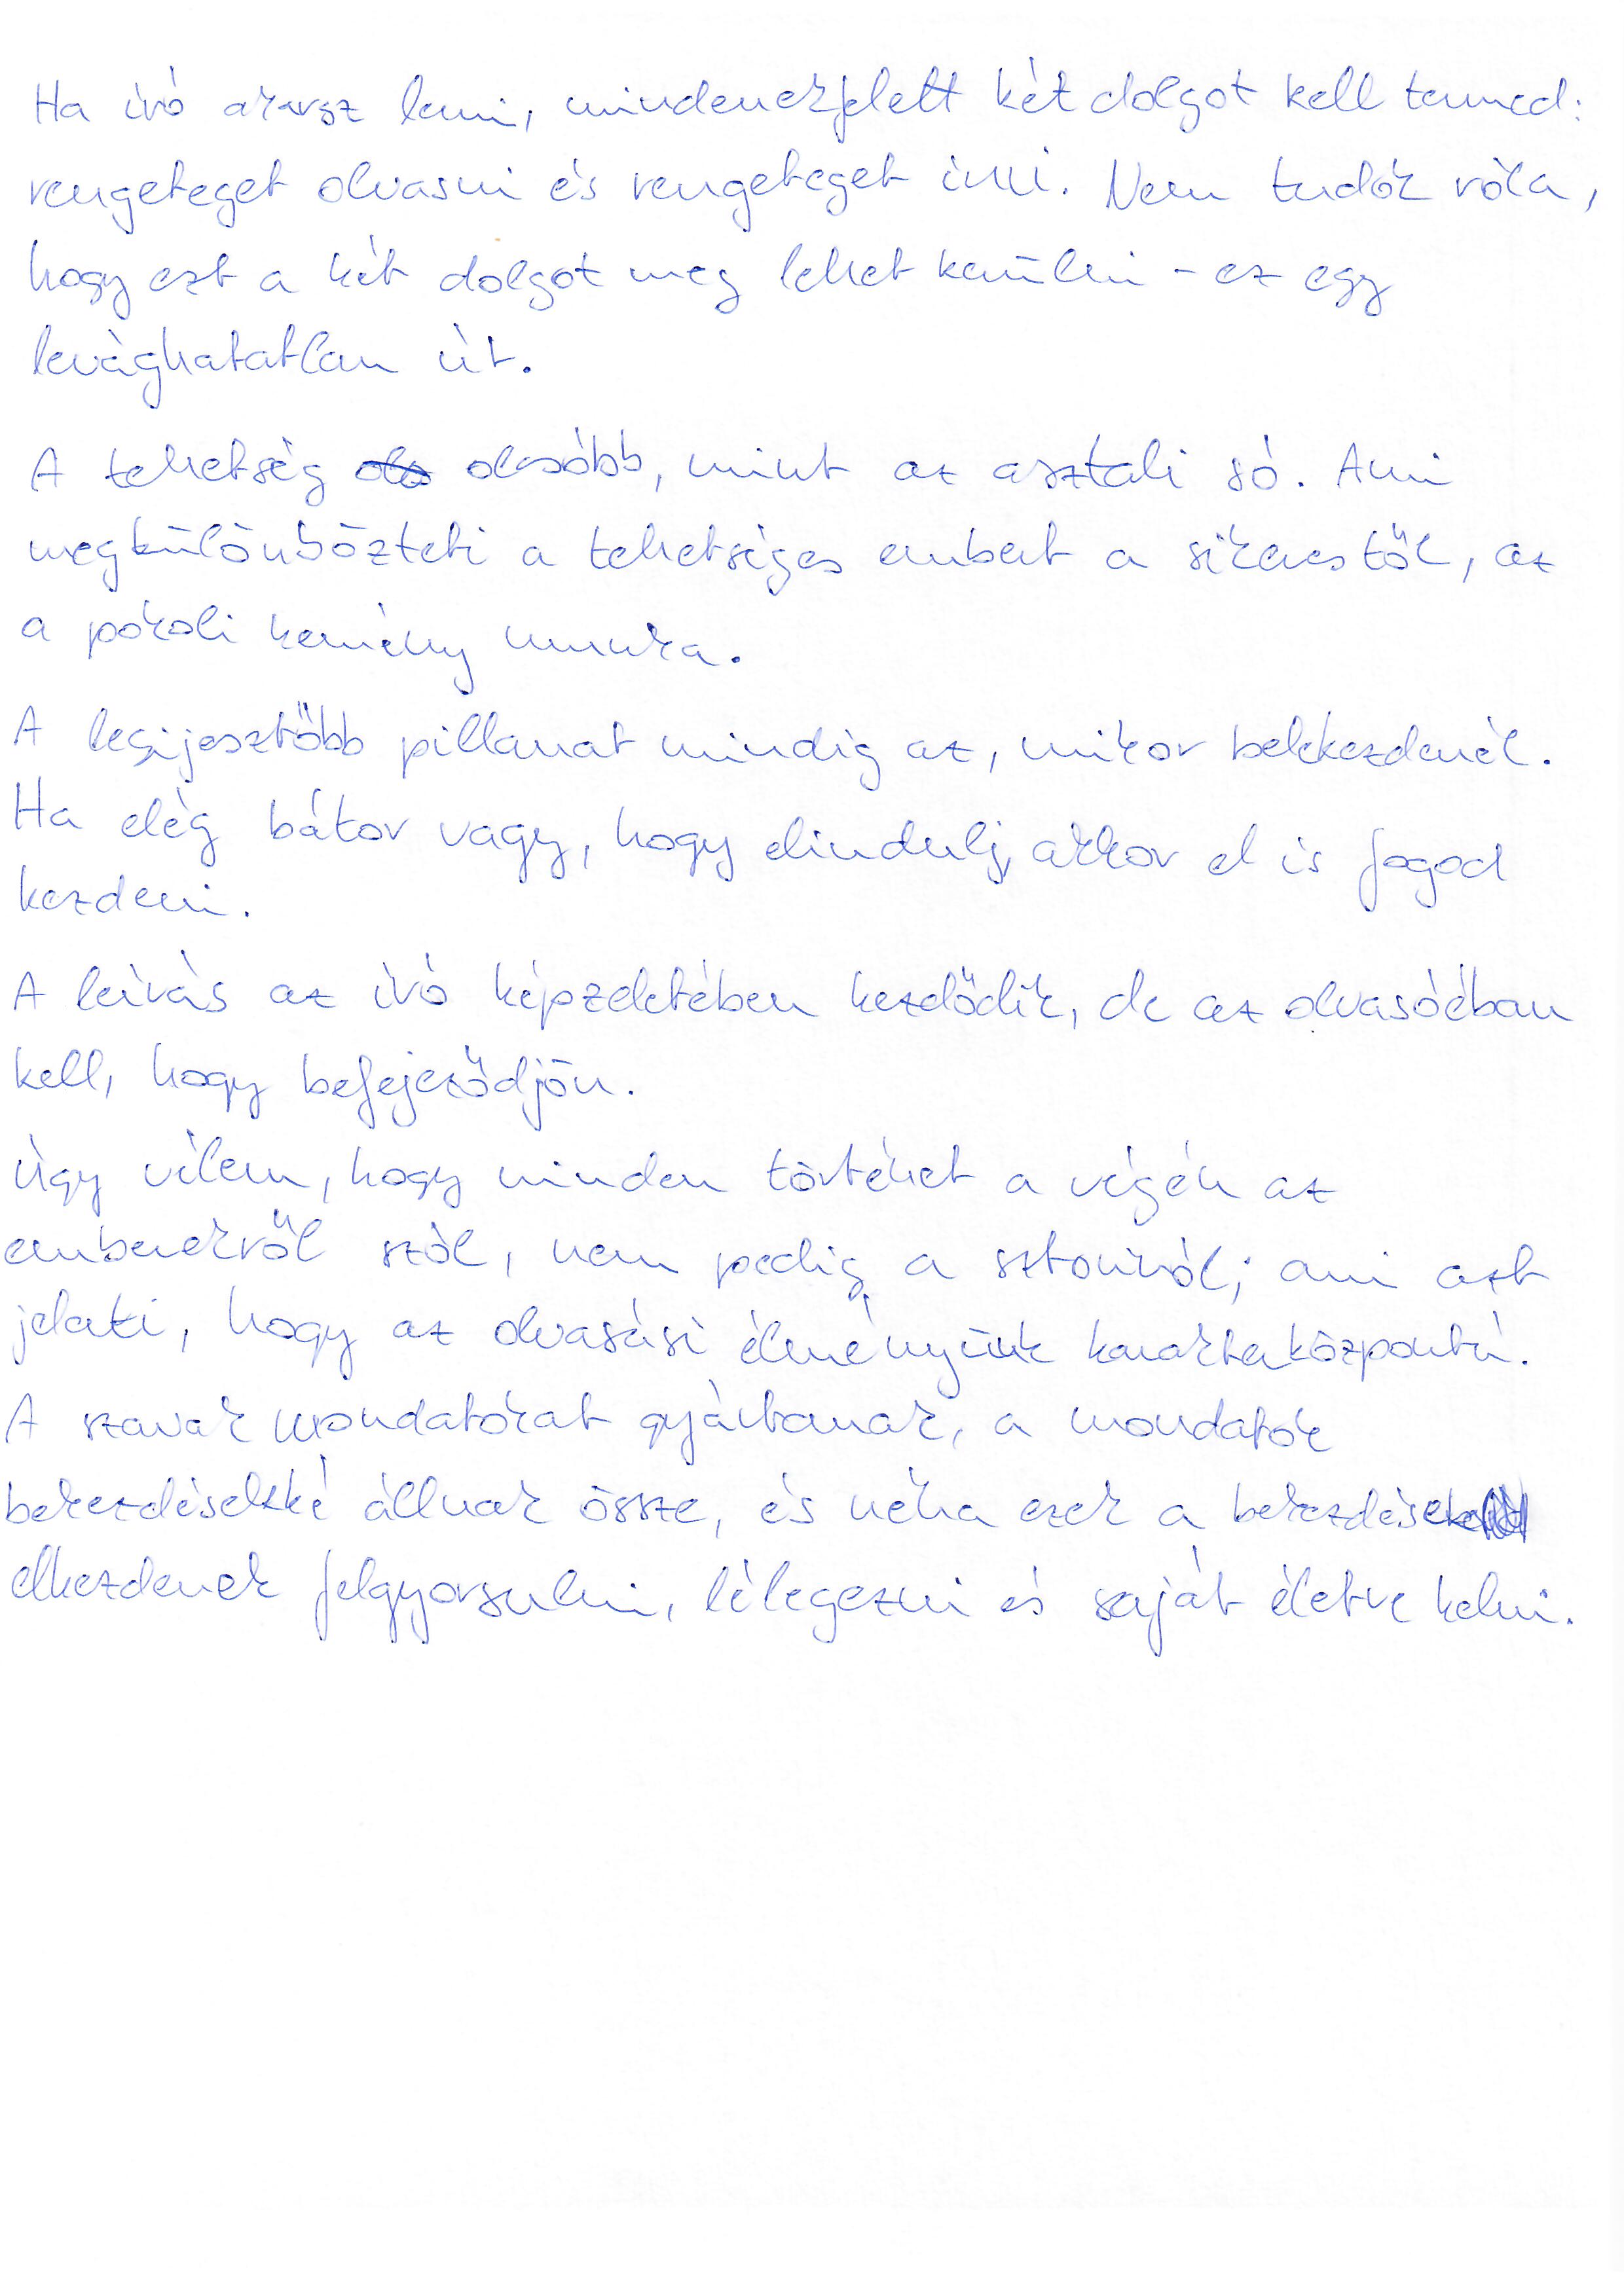 Ha író akarsz lenni, mindenekfelett két dolgot kell tenned:
rengeteget olvasni és rengeteget írni. Nem tudok róla,
hogy ezt a két dolgot meg lehet kerülni - ez egy
levághatatlan út.
A tehetség olcsóbb, mint az asztali só. Ami
megkülönbözteti a tehetséges embert a sikerestől, az
a pokoli kemény munka.
A legijesztőbb pillanat mindig az, mikor belekezdenél.
Ha elég bátor vagy, hogy elindulj, akkor el is fogod
kezdeni.
A leírás az író képzeletében kezdődik, de az olvasóéban
kell, hogy befejeződjön.
Úgy vélem, hogy minden történet a végén az
emberekről szól, nem pedig a sztoriról; ami azt
jelenti, hogy az olvasási élményünk karakterközpontú.
A szavak mondatokat gyártanak, a mondatok
bekezdésekké állnak össze, és néha ezek a bekezdések
elkezdenek felgyorsulni, lélegezni és saját életre kelni.